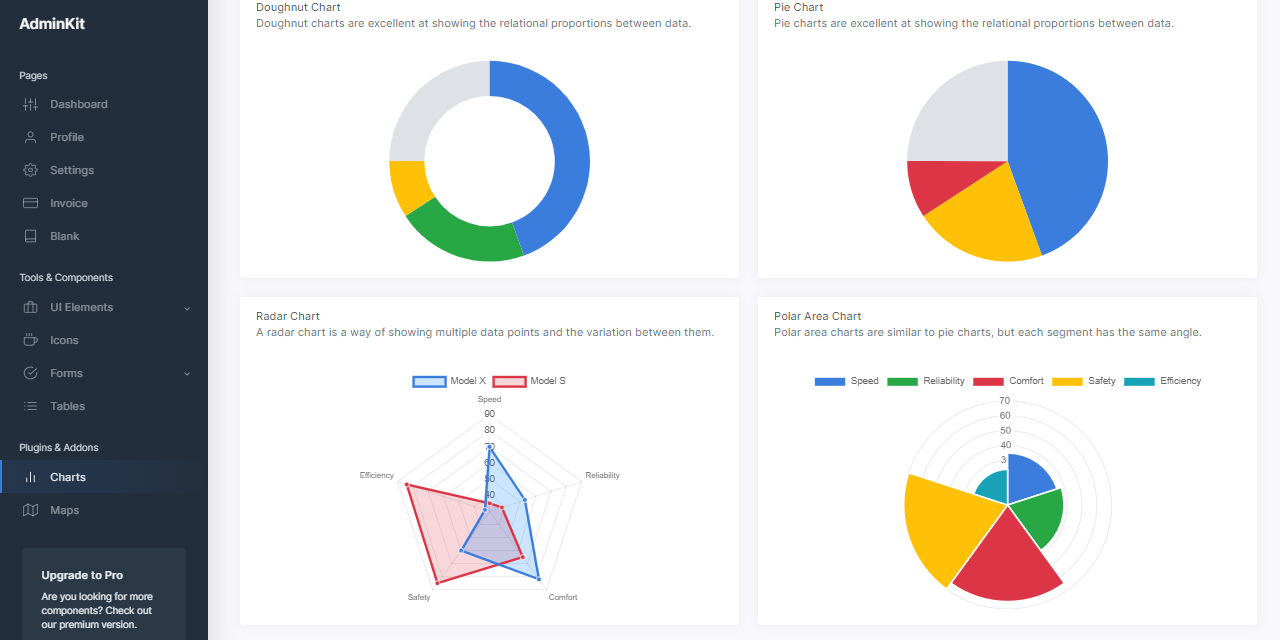 AdminKit
Pages
Dashboard
Profile
Settings
Invoice
Blank
Tools & Components
UI Elements
Icons
Forms
Tables
Plugins & Addons
Charts
Maps
Upgrade to Pro
Are you looking for more
components? Check out
our premium version.
Doughnut Chart
Doughnut charts are excellent at showing the relational proportions between data.
Pie Chart
Pie charts are excellent at showing the relational proportions between data.
Radar Chart
A radar chart is a way of showing multiple data points and the variation between them.
Model X Model S
Speed
90
80
70
60
50
40
Efficiency
Reliability
Safety
Comfort
Polar Area Chart
Polar area charts are similar to pie charts, but each segment has the same angle.
Speed Reliability Comfort Safety Efficiency
70
60
50
40
3